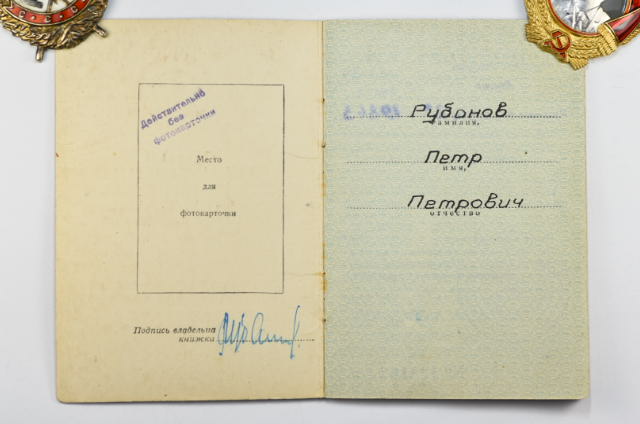 Действительно
без
фотокарточки
Место
для
фотокарточки
Подпись владельца
книжки
Рубанов
фамилия,
Петр
имя,
Петрович
отчество